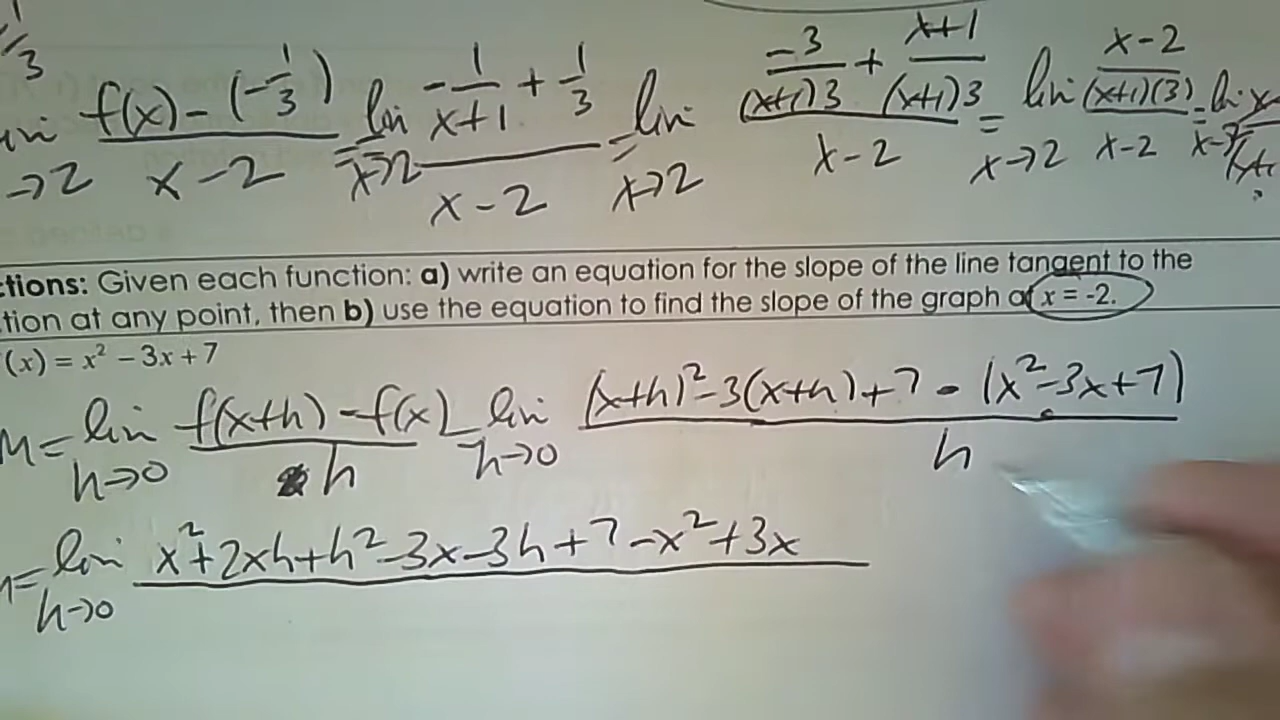 1/3
f(x) - (-1/3) / x - 2 = lim x→2 (-1/(x+1) + 1/3) / (x - 2) = lim x→2 (-3/((x+1)3) + (x+1)/((x+1)3)) / (x - 2) = lim x→2 ((x-2)/((x+1)(3))) / (x-2) = lim
ctions: Given each function: a) write an equation for the slope of the line tangent to the
tion at any point, then b) use the equation to find the slope of the graph at x = -2.
(x) = x² – 3x + 7
m = lim h→0 (f(x+h) - f(x)) / h = lim h→0 ((x+h)² - 3(x+h) + 7 - (x² - 3x + 7)) / h
= lim h→0 x² + 2xh + h² - 3x - 3h + 7 - x² + 3x